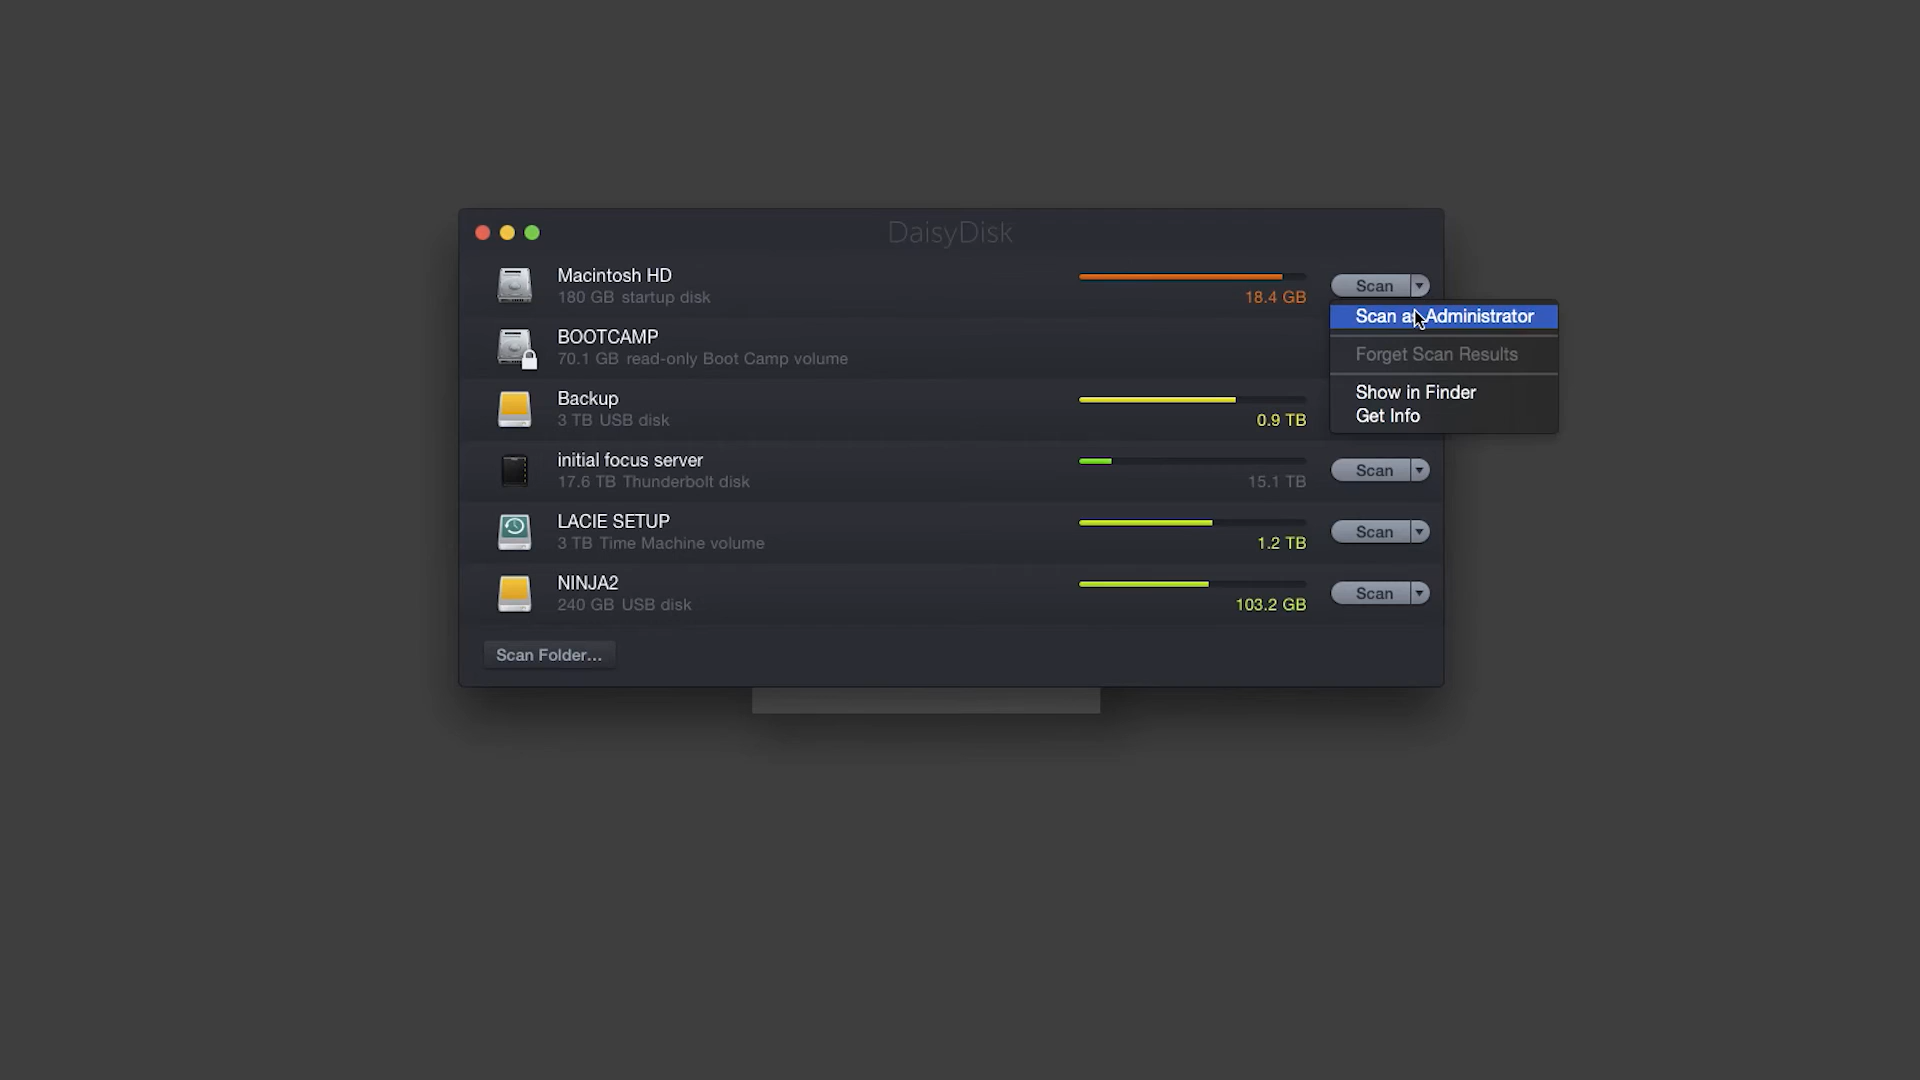 DaisyDisk
Macintosh HD
180 GB startup disk
18.4 GB
Scan
Scan as Administrator
Forget Scan Results
Show in Finder
Get Info
BOOTCAMP
70.1 GB read-only Boot Camp volume
Backup
3 TB USB disk
0.9 TB
initial focus server
17.6 TB Thunderbolt disk
15.1 TB
Scan
LACIE SETUP
3 TB Time Machine volume
1.2 TB
Scan
NINJA2
240 GB USB disk
103.2 GB
Scan
Scan Folder...